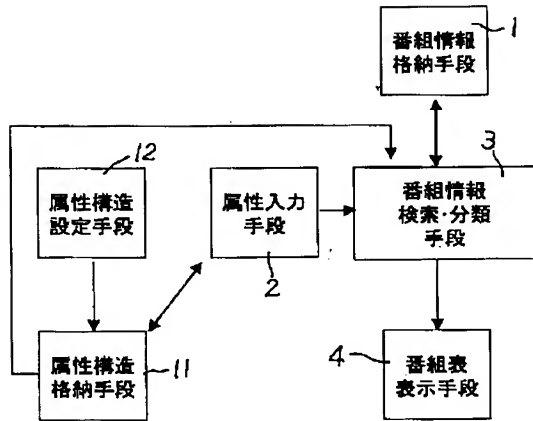 番組情報
格納手段
1
12
属性構造
設定手段
属性入力
手段
2
3
番組情報
検索・分類
手段
属性構造
格納手段
11
4
番組表
表示手段